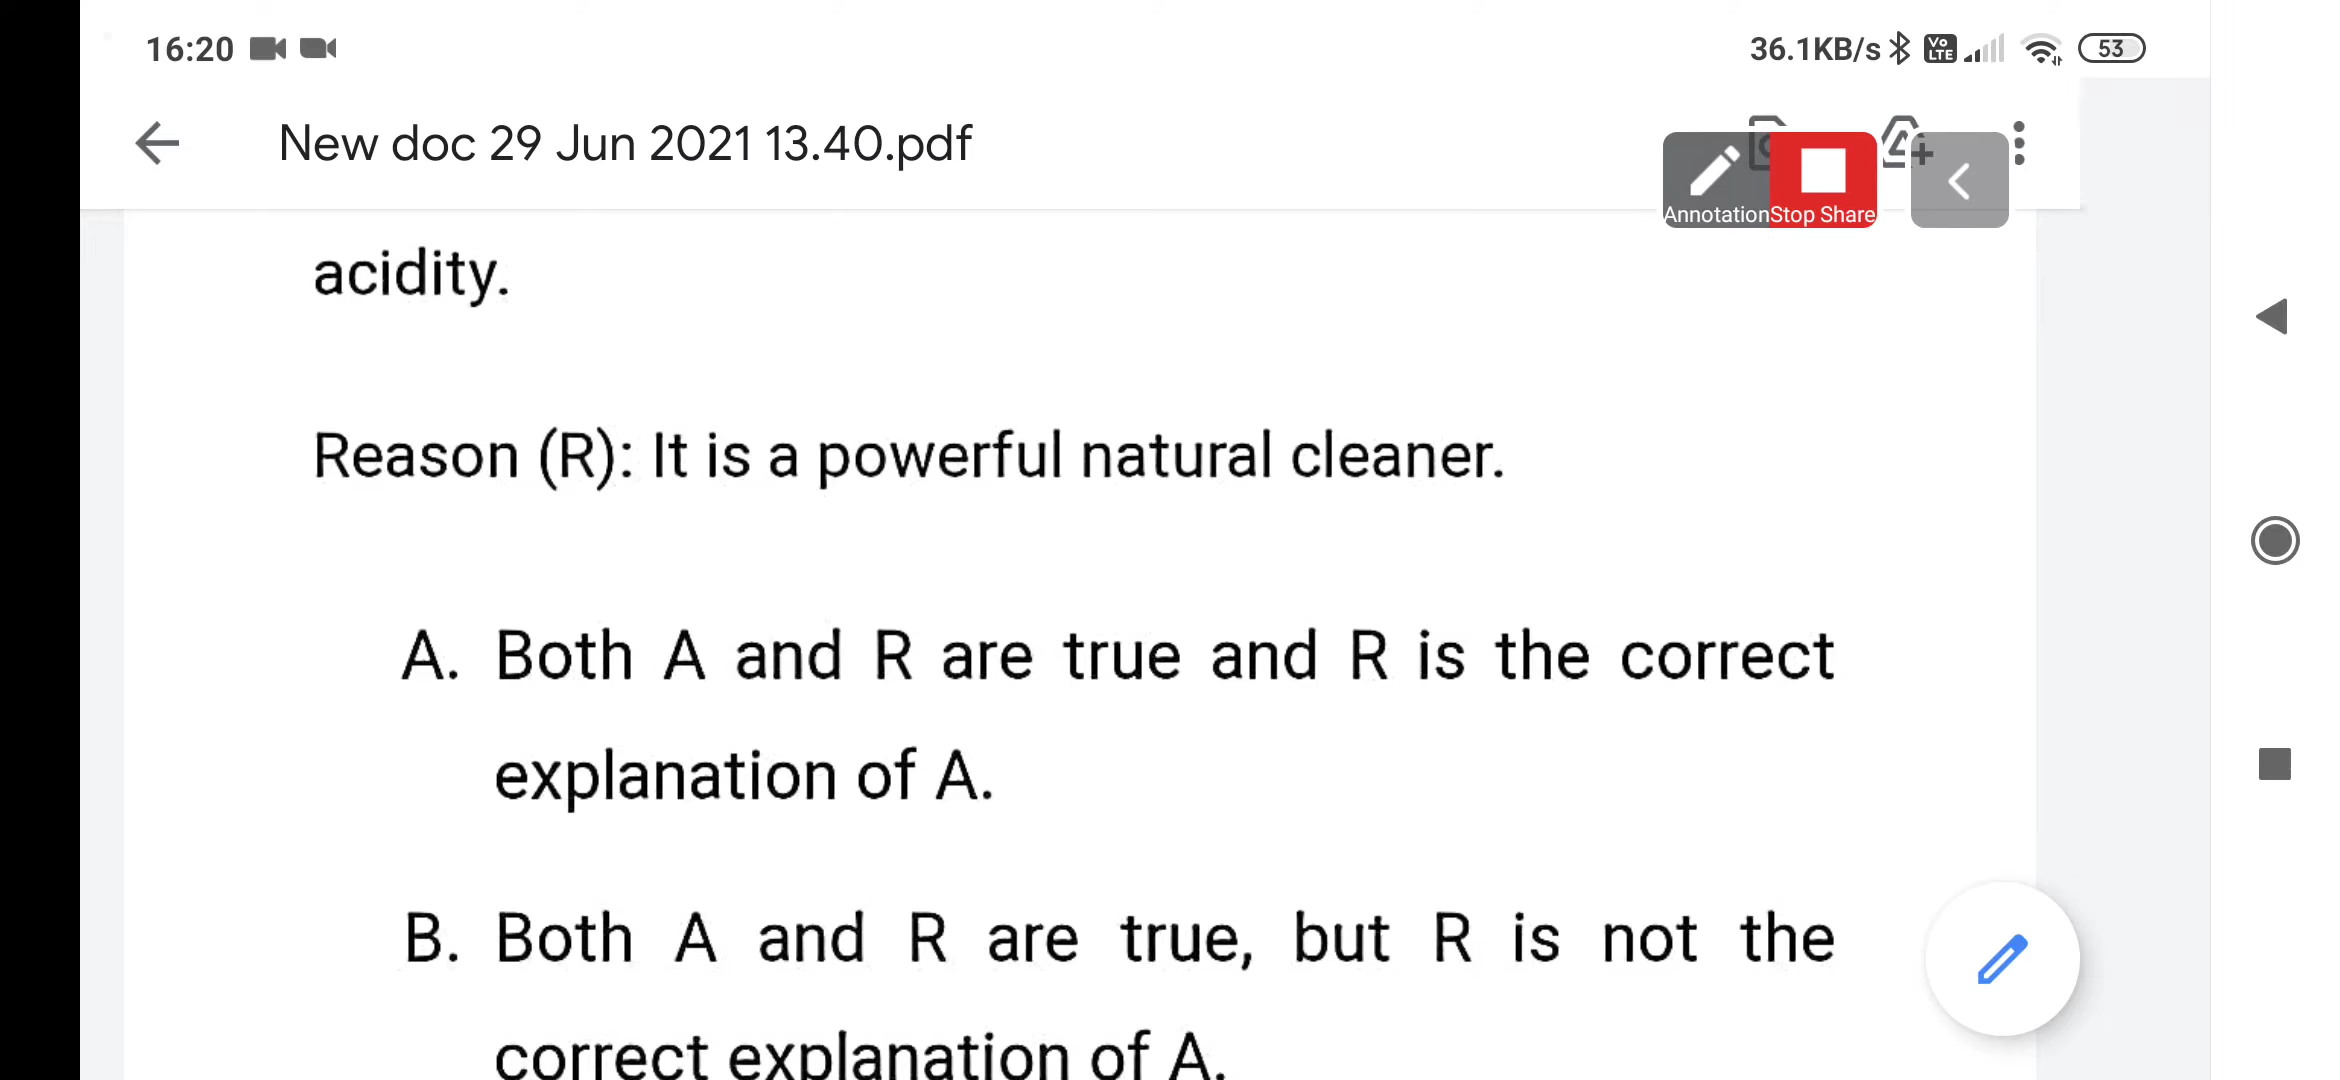 16:20
36.1KB/s Vo LTE 53
New doc 29 Jun 2021 13.40.pdf
Annotation Stop Share
acidity.
Reason (R): It is a powerful natural cleaner.
A. Both A and R are true and R is the correct
explanation of A.
B. Both A and R are true, but R is not the
correct explanation of A.